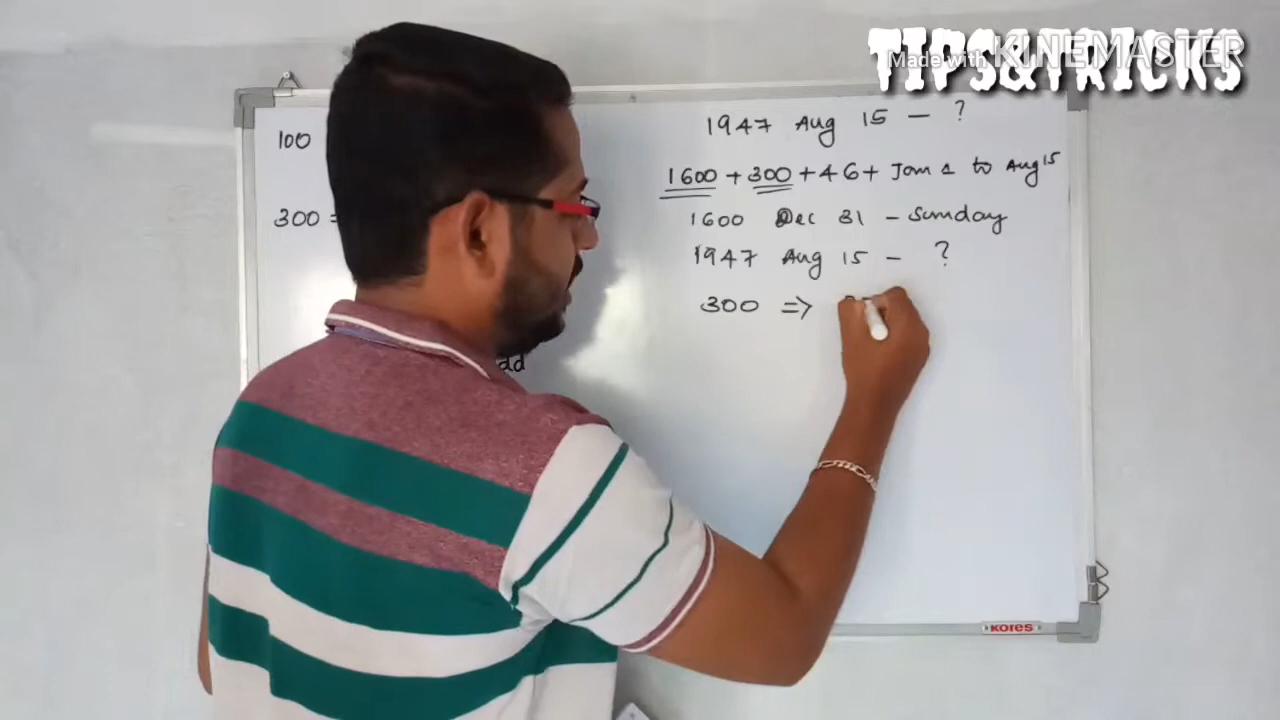 TIPS&TRICKS
Made with KINEMASTER
100
300 =
dd
1947 Aug 15 - ?
1600 + 300 + 46 + Jan 1 to Aug 15
1600 Dec 31 - Sunday
1947 Aug 15 - ?
300 =>
KORES